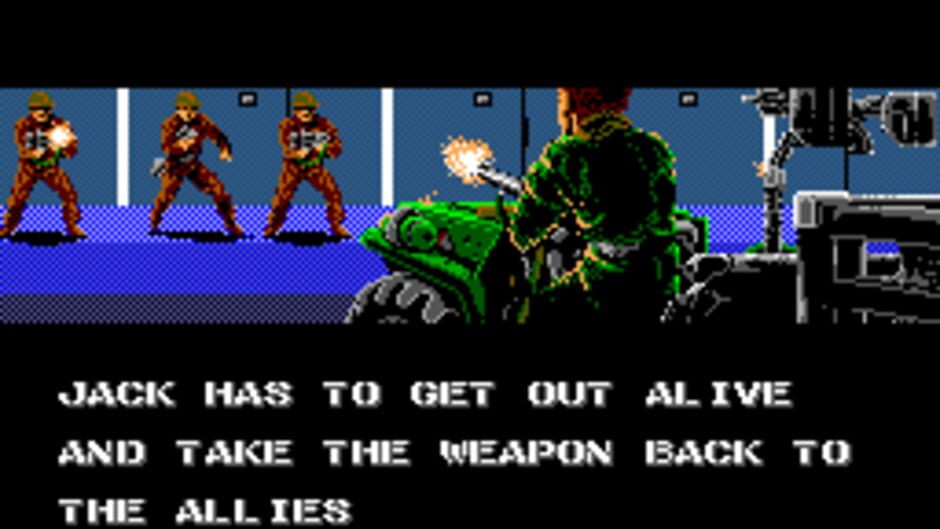 JACK HAS TO GET OUT ALIVE
AND TAKE THE WEAPON BACK TO
THE ALLIES